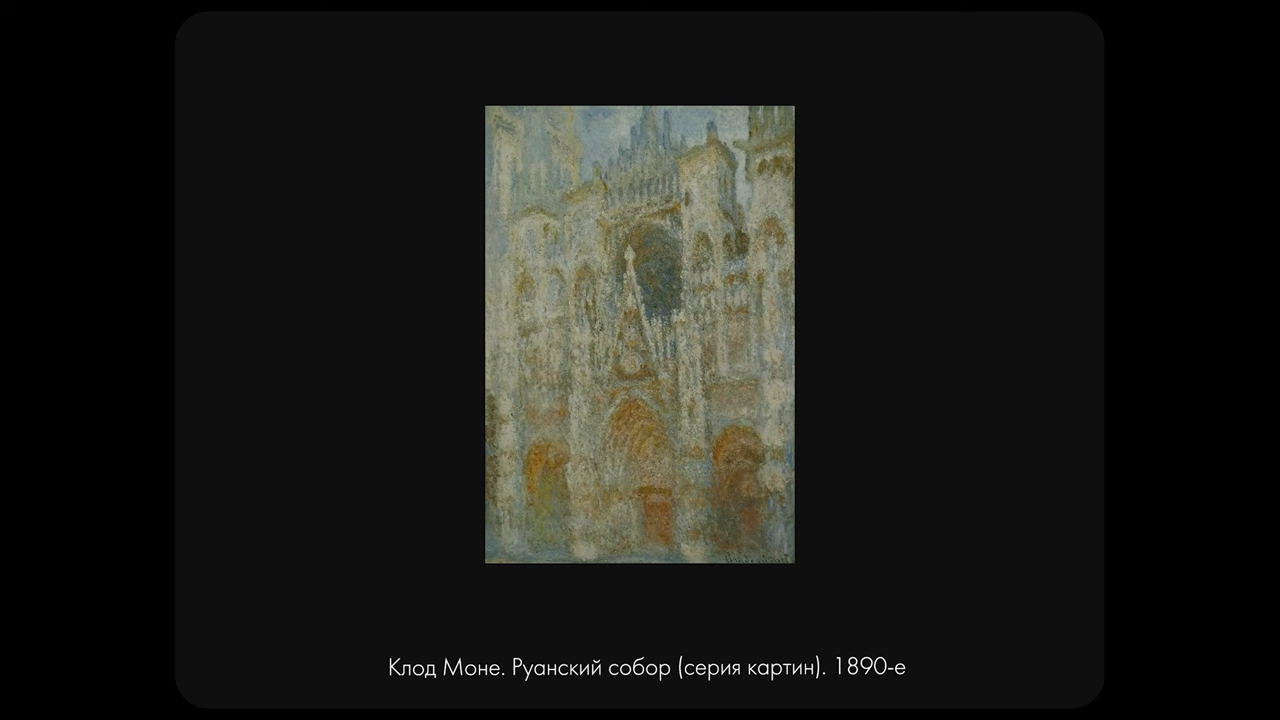 Клод Моне. Руанский собор (серия картин). 1890-е